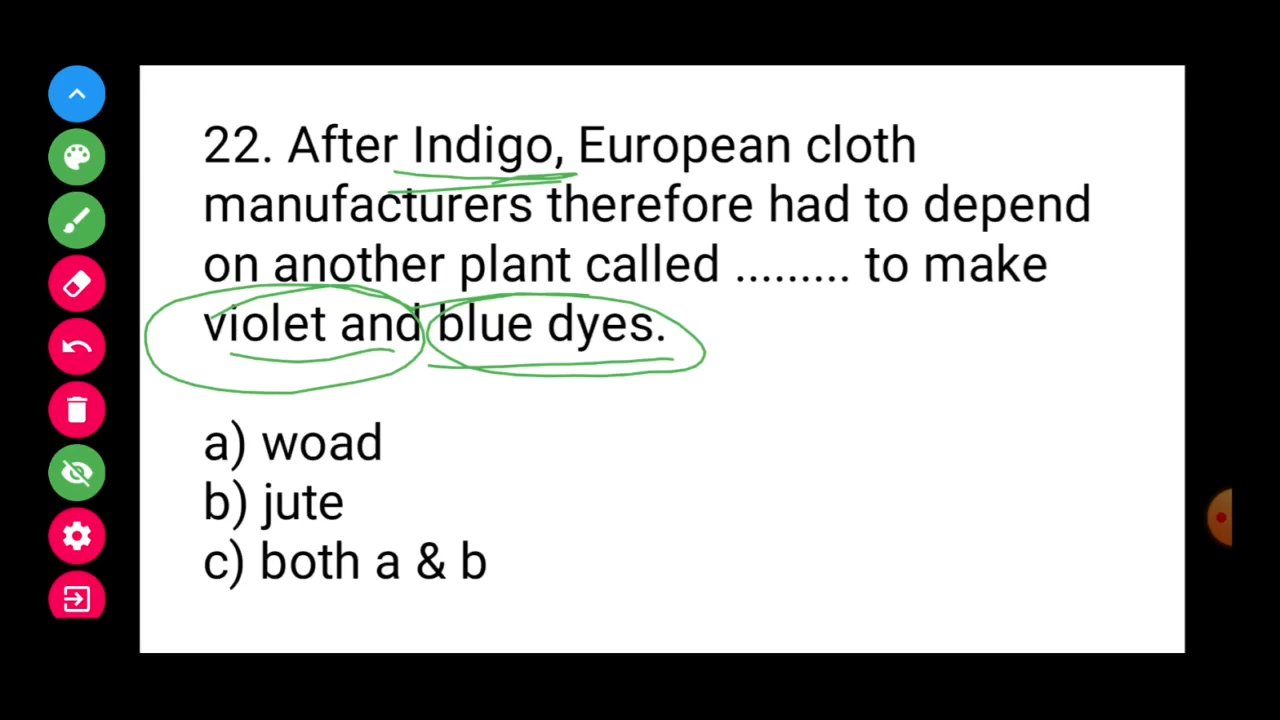 22. After Indigo, European cloth
manufacturers therefore had to depend
on another plant called ......... to make
violet and blue dyes.
a) woad
b) jute
c) both a & b